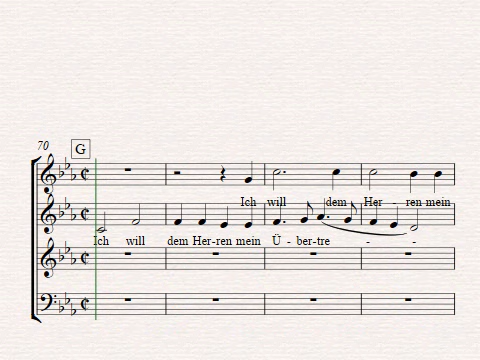 70
G
Ich will dem Her - ren mein
Ich will dem Her-ren mein Ü - ber-tre - -